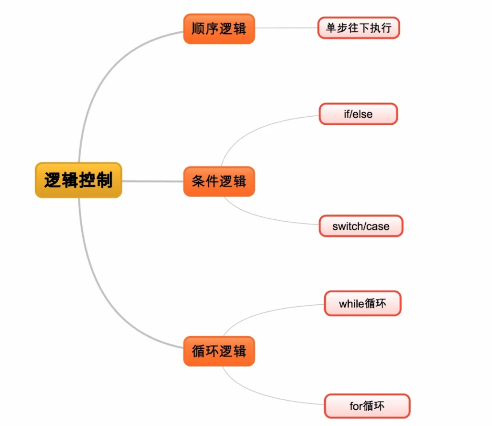 顺序逻辑
单步往下执行
if/else
逻辑控制
条件逻辑
switch/case
while循环
循环逻辑
for循环